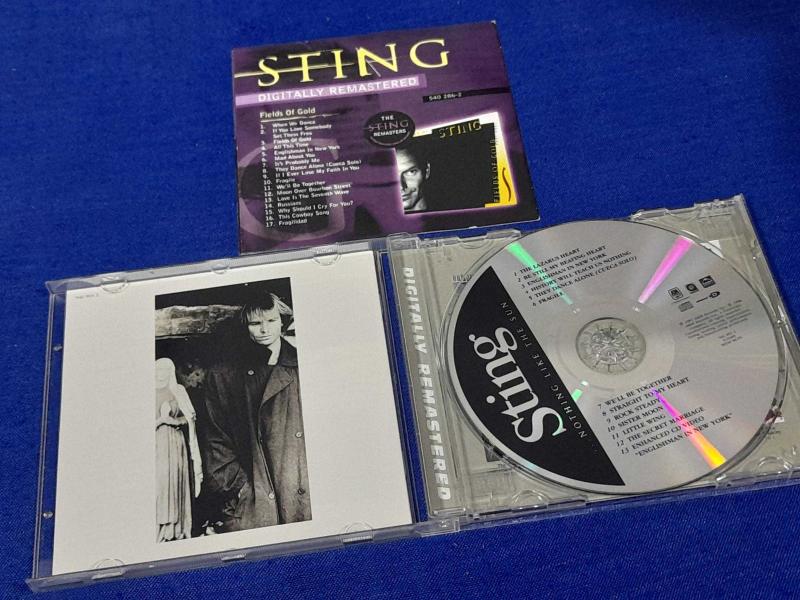 STING
DIGITALLY REMASTERED
540 286-2
Fields Of Gold
1. When We Dance
2. If You Love Somebody
Set Them Free
3. Fields Of Gold
4. All This Time
5. Englishman In New York
6. Mad About You
7. It's Probably Me
8. They Dance Alone (Cueca Solo)
9. If I Ever Lose My Faith In You
10. Fragile
11. We'll Be Together
12. Moon Over Bourbon Street
13. Love Is The Seventh Wave
14. Russians
15. Why Should I Cry For You?
16. This Cowboy Song
17. Fragilidad
THE
STING
REMASTERS
STING
FIELDS OF GOLD
DIGITALLY REMASTERED
1 THE LAZARUS HEART
2 BE STILL MY BEATING HEART
3 ENGLISHMAN IN NEW YORK
4 HISTORY WILL TEACH US NOTHING
5 THEY DANCE ALONE (CUECA SOLO)
6 FRAGILE
Sting
...NOTHING LIKE THE SUN
7 WE'LL BE TOGETHER
8 STRAIGHT TO MY HEART
9 ROCK STEADY
10 SISTER MOON
11 LITTLE WING
12 THE SECRET MARRIAGE
13 ENHANCED CD VIDEO
"ENGLISHMAN IN NEW YORK"